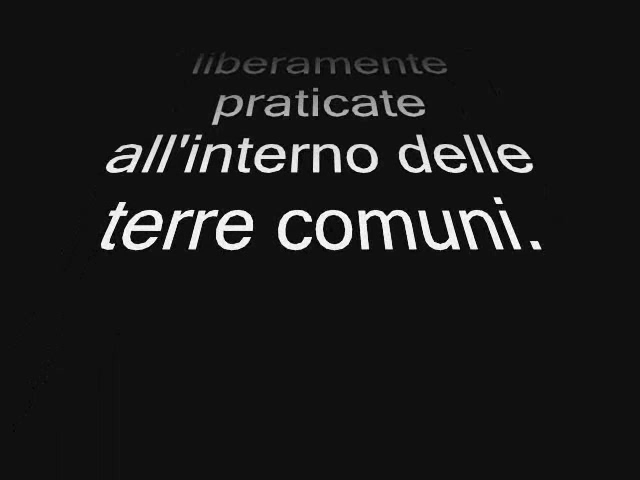 liberamente
praticate
all'interno delle
terre comuni.